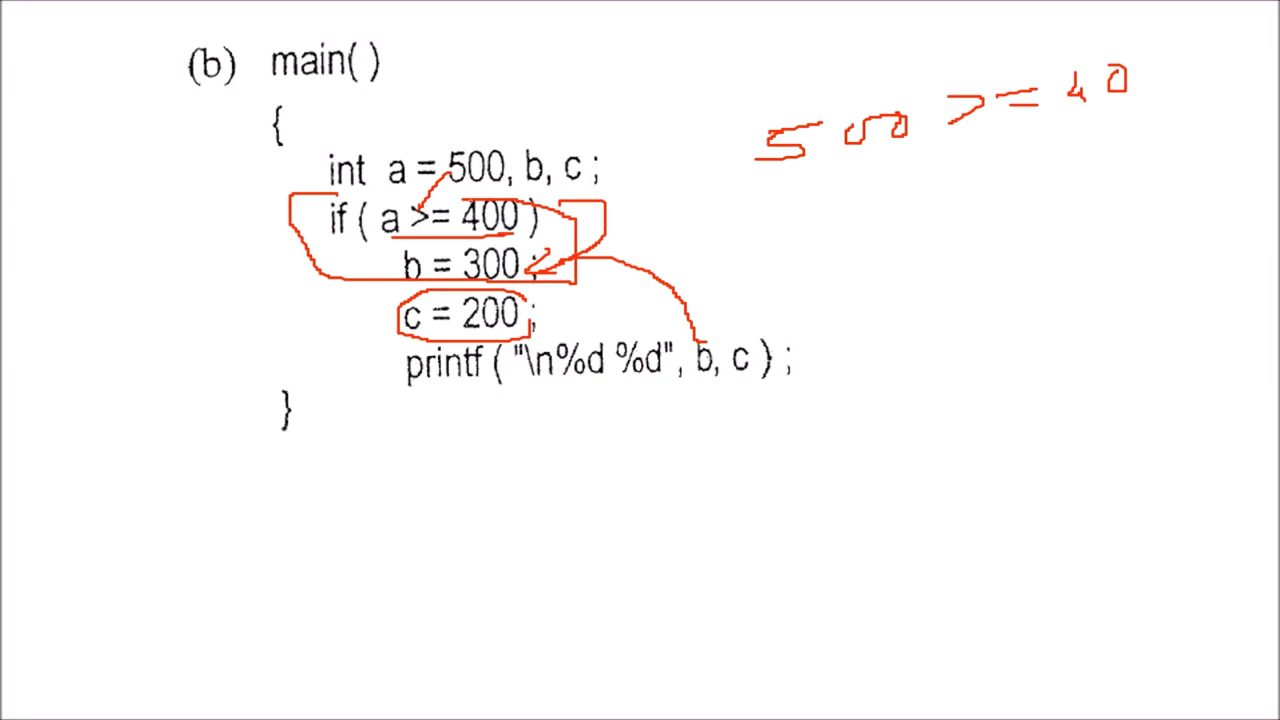 (b) main( )
500 >= 40
{
int a = 500, b, c ;
if ( a >= 400 )
b = 300 ;
c = 200 ;
printf ( "\n%d %d", b, c ) ;
}